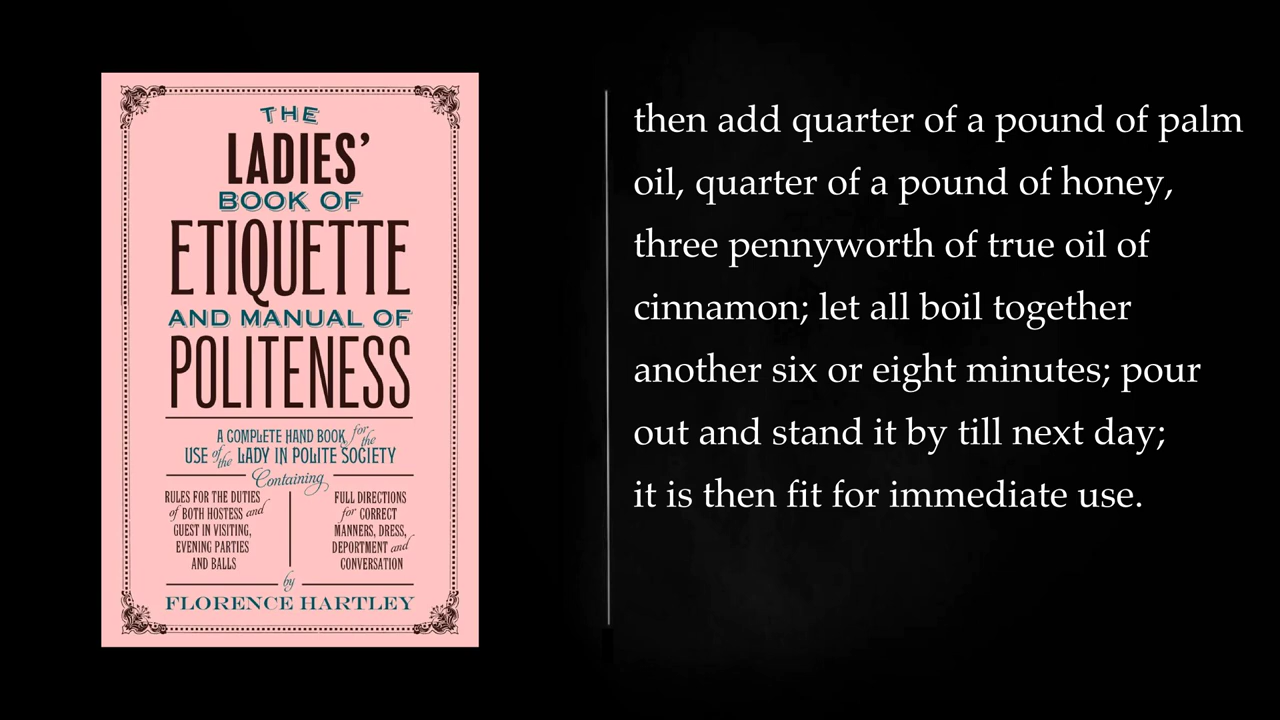 THE
LADIES'
BOOK OF
ETIQUETTE
AND MANUAL OF
POLITENESS
A COMPLETE HAND BOOK for the
USE of the LADY IN POLITE SOCIETY
Containing
RULES FOR THE DUTIES
of BOTH HOSTESS and
GUEST IN VISITING,
EVENING PARTIES
AND BALLS
FULL DIRECTIONS
for CORRECT
MANNERS, DRESS,
DEPORTMENT and
CONVERSATION
by
FLORENCE HARTLEY
then add quarter of a pound of palm
oil, quarter of a pound of honey,
three pennyworth of true oil of
cinnamon; let all boil together
another six or eight minutes; pour
out and stand it by till next day;
it is then fit for immediate use.